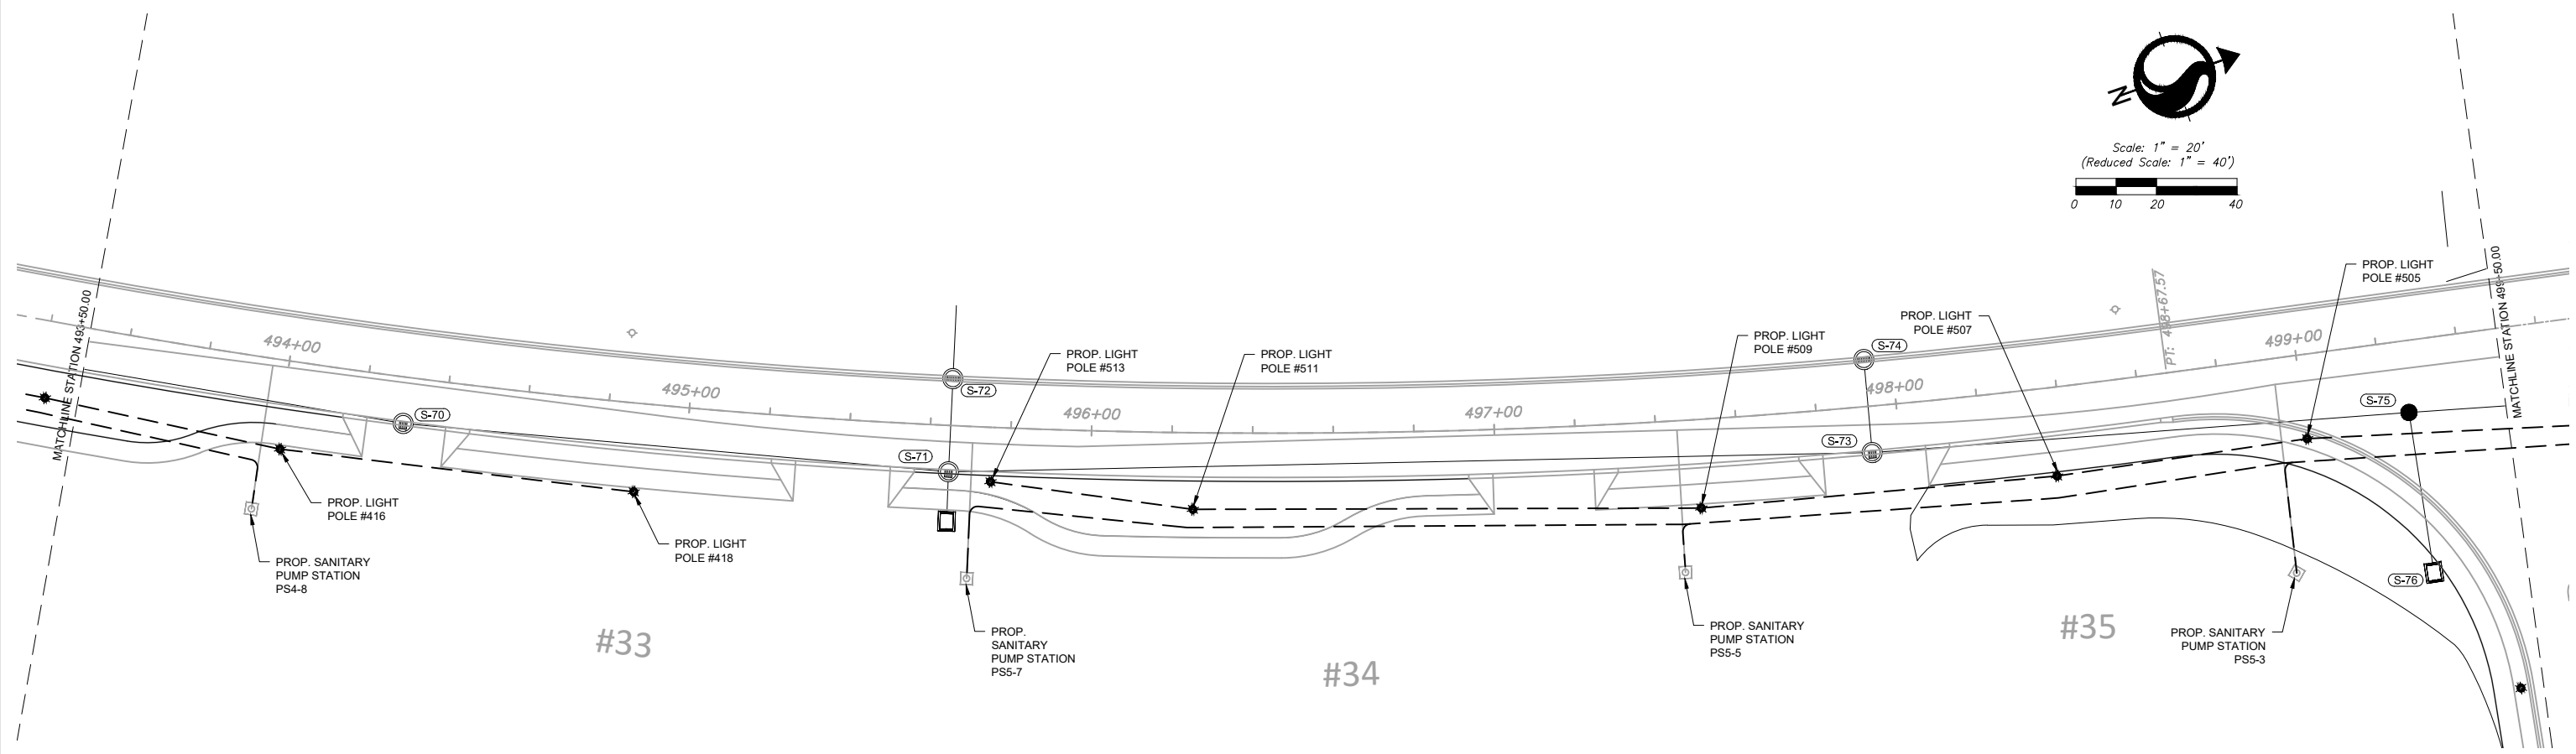 N
Scale: 1" = 20'
(Reduced Scale: 1" = 40')
0 10 20 40
MATCHLINE STATION 493+50.00
494+00
495+00
496+00
497+00
498+00
PT: 498+67.57
499+00
MATCHLINE STATION 499+50.00
S-70
S-71
S-72
S-73
S-74
S-75
S-76
PROP. LIGHT
POLE #416
PROP. LIGHT
POLE #418
PROP. LIGHT
POLE #513
PROP. LIGHT
POLE #511
PROP. LIGHT
POLE #509
PROP. LIGHT
POLE #507
PROP. LIGHT
POLE #505
PROP. SANITARY
PUMP STATION
PS4-8
PROP.
SANITARY
PUMP STATION
PS5-7
PROP. SANITARY
PUMP STATION
PS5-5
PROP. SANITARY
PUMP STATION
PS5-3
#33
#34
#35